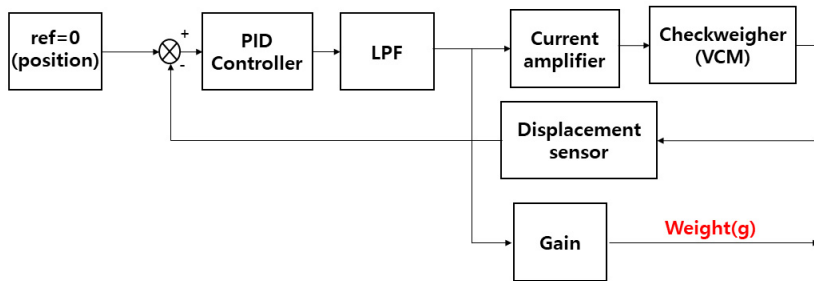 ref=0
(position)
+
-
PID
Controller
LPF
Current
amplifier
Checkweigher
(VCM)
Displacement
sensor
Gain
Weight(g)